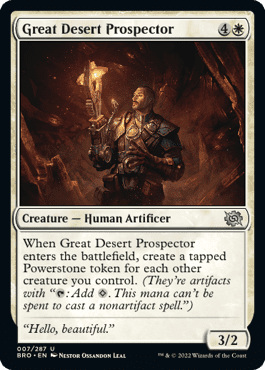 Great Desert Prospector 4
Creature — Human Artificer
When Great Desert Prospector
enters the battlefield, create a tapped
Powerstone token for each other
creature you control. (They're artifacts
with “: Add . This mana can't be
spent to cast a nonartifact spell.”)
“Hello, beautiful.”
3/2
007/287 U
BRO • EN Nestor Ossandon Leal
™ & © 2022 Wizards of the Coast